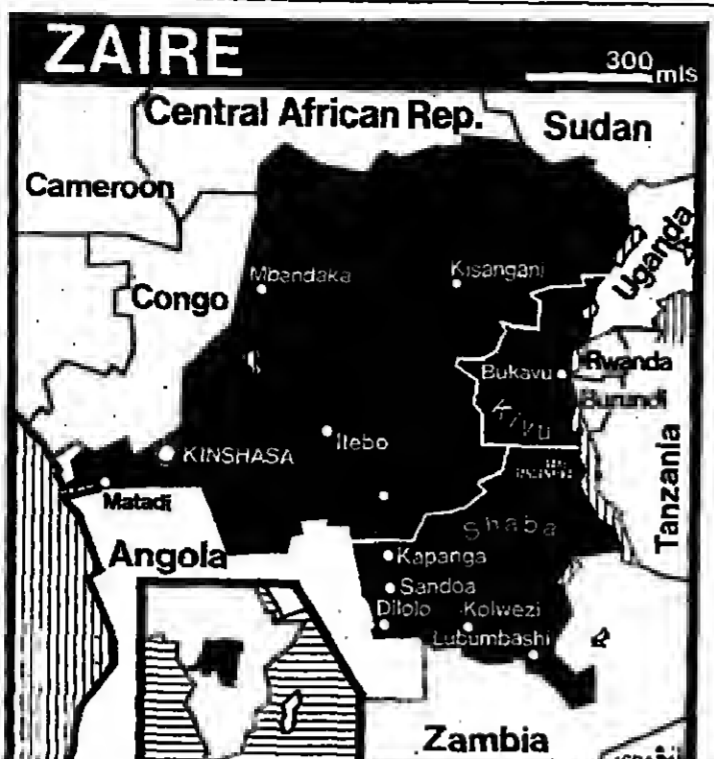 ZAIRE
300 mls
Central African Rep.
Sudan
Cameroon
Uganda
Mbandaka
Kisangani
Congo
Bukavu
Rwanda
Kivu
Burundi
Itebo
KINSHASA
Tanzania
Matadi
Shaba
Angola
Kapanga
Sandoa
Dilolo
Kolwezi
Lubumbashi
Zambia